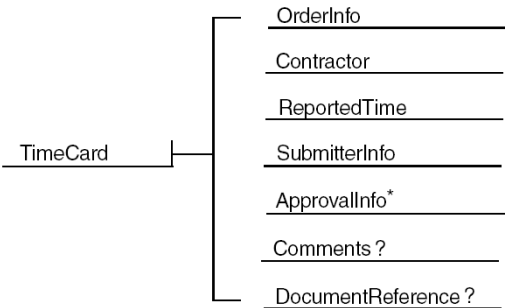 OrderInfo
Contractor
ReportedTime
TimeCard
SubmitterInfo
ApprovalInfo*
Comments ?
DocumentReference ?